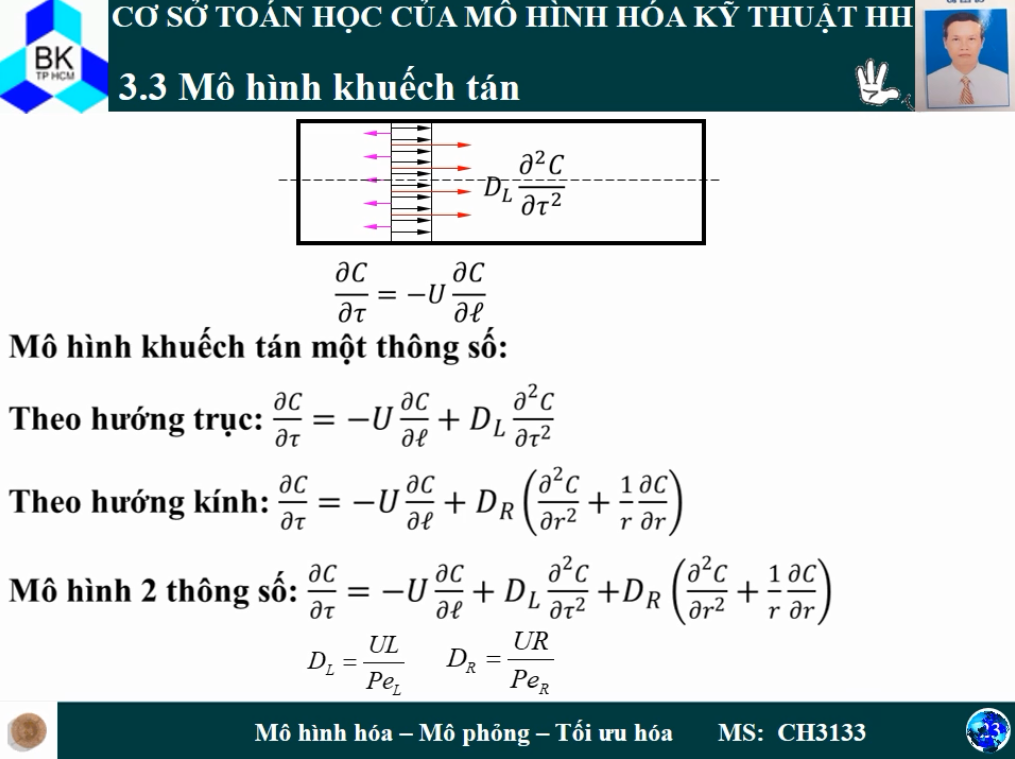 CƠ SỞ TOÁN HỌC CỦA MÔ HÌNH HÓA KỸ THUẬT HH
BK
TP HCM
3.3 Mô hình khuếch tán
D_L ∂²C/∂τ²
∂C/∂τ = −U ∂C/∂ℓ
Mô hình khuếch tán một thông số:
Theo hướng trục: ∂C/∂τ = −U ∂C/∂ℓ + D_L ∂²C/∂τ²
Theo hướng kính: ∂C/∂τ = −U ∂C/∂ℓ + D_R (∂²C/∂r² + 1/r ∂C/∂r)
Mô hình 2 thông số: ∂C/∂τ = −U ∂C/∂ℓ + D_L ∂²C/∂τ² +D_R (∂²C/∂r² + 1/r ∂C/∂r)
D_L = UL/Pe_L D_R = UR/Pe_R
Mô hình hóa – Mô phỏng – Tối ưu hóa MS: CH3133
23